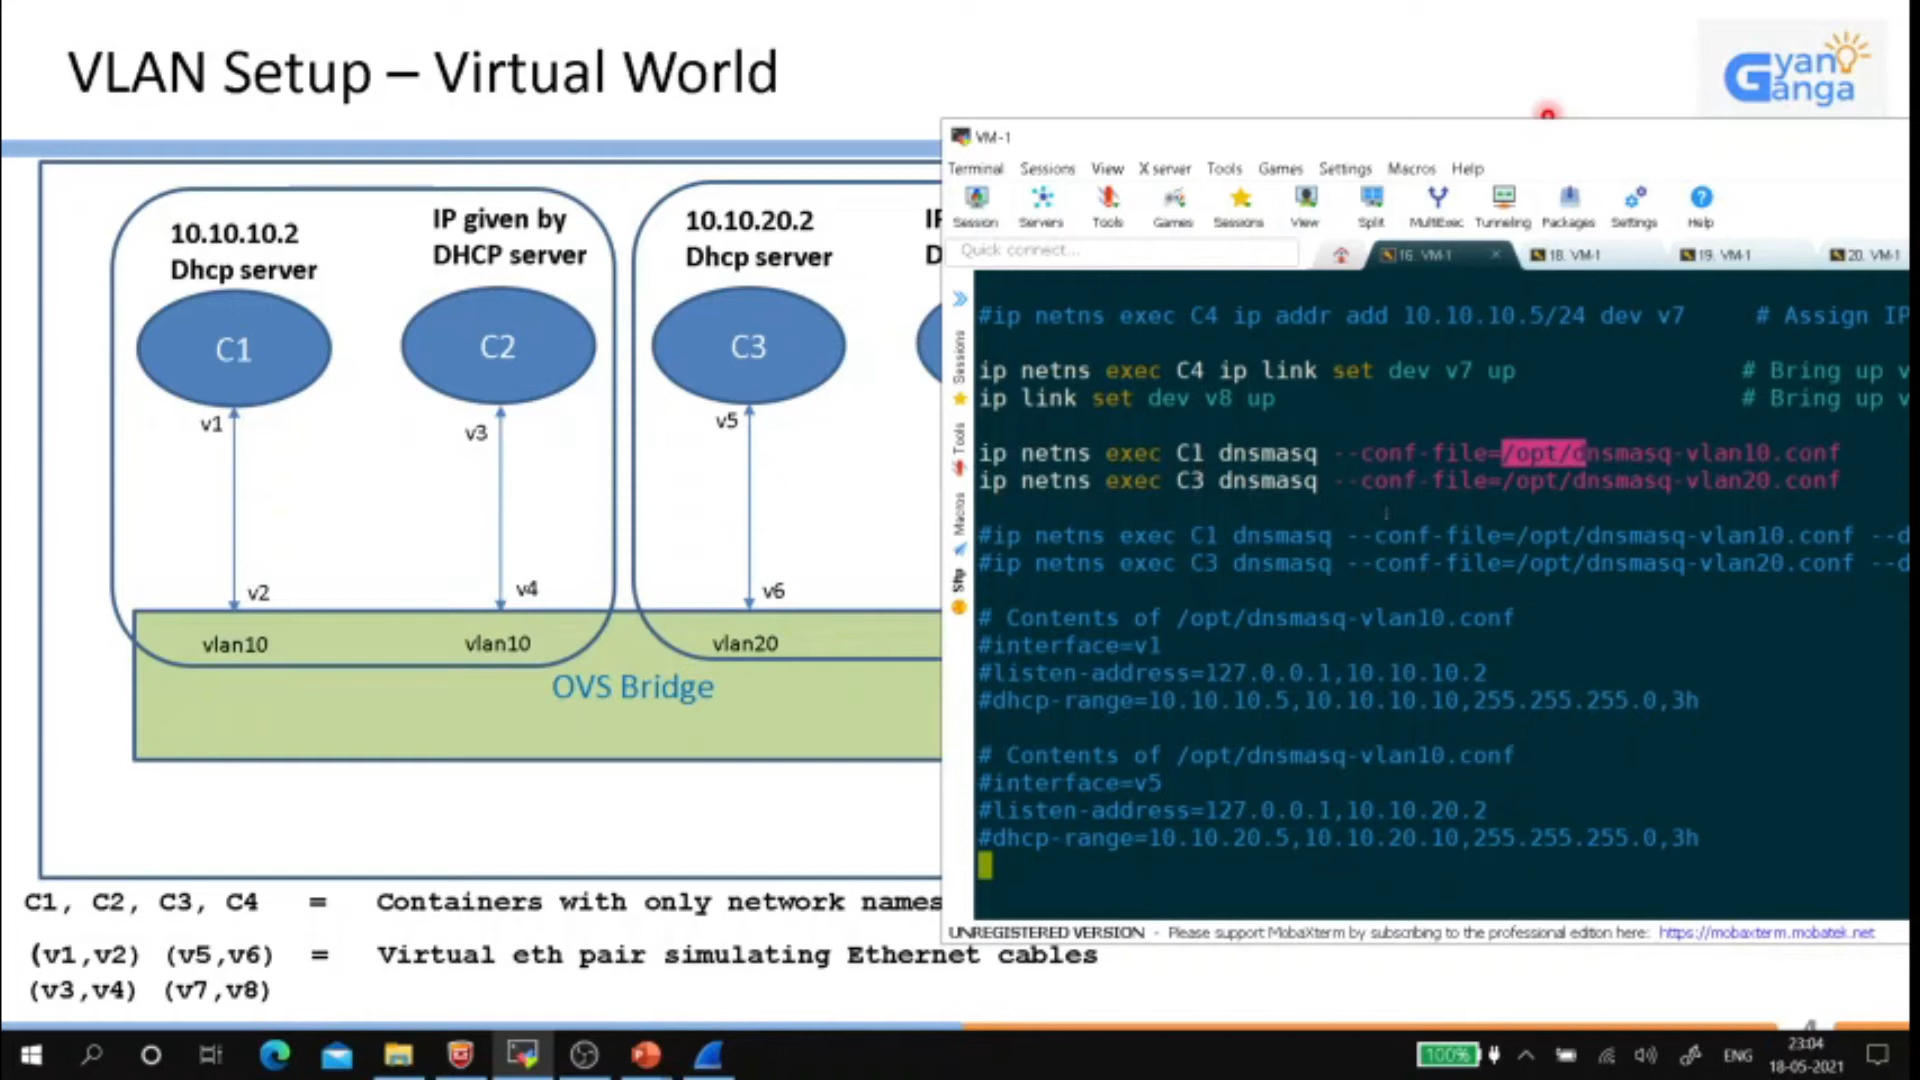 VLAN Setup – Virtual World
Gyan
Ganga
10.10.10.2
Dhcp server
IP given by
DHCP server
10.10.20.2
Dhcp server
C1
C2
C3
v1
v3
v5
v2
v4
v6
vlan10
vlan10
vlan20
OVS Bridge
C1, C2, C3, C4 = Containers with only network names
(v1,v2) (v5,v6) = Virtual eth pair simulating Ethernet cables
(v3,v4) (v7,v8)
VM-1
Terminal Sessions View X server Tools Games Settings Macros Help
Session Servers Tools Games Sessions View Split MultiExec Tunneling Packages Settings Help
Quick connect...
16. VM-1
18. VM-1
19. VM-1
20. VM-1
Sessions
Tools
Macros
Sftp
#ip netns exec C4 ip addr add 10.10.10.5/24 dev v7 # Assign IP
ip netns exec C4 ip link set dev v7 up # Bring up v
ip link set dev v8 up # Bring up v
ip netns exec C1 dnsmasq --conf-file=/opt/dnsmasq-vlan10.conf
ip netns exec C3 dnsmasq --conf-file=/opt/dnsmasq-vlan20.conf
#ip netns exec C1 dnsmasq --conf-file=/opt/dnsmasq-vlan10.conf --d
#ip netns exec C3 dnsmasq --conf-file=/opt/dnsmasq-vlan20.conf --d
# Contents of /opt/dnsmasq-vlan10.conf
#interface=v1
#listen-address=127.0.0.1,10.10.10.2
#dhcp-range=10.10.10.5,10.10.10.10,255.255.255.0,3h
# Contents of /opt/dnsmasq-vlan10.conf
#interface=v5
#listen-address=127.0.0.1,10.10.20.2
#dhcp-range=10.10.20.5,10.10.20.10,255.255.255.0,3h
UNREGISTERED VERSION - Please support MobaXterm by subscribing to the professional edition here: https://mobaxterm.mobatek.net
100%
ENG
23:04
18-05-2021